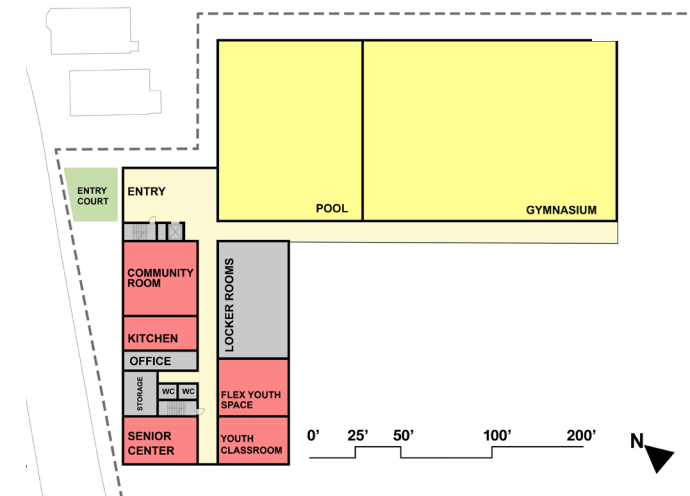 ENTRY
COURT
ENTRY
POOL
GYMNASIUM
COMMUNITY
ROOM
LOCKER ROOMS
KITCHEN
OFFICE
STORAGE
WC WC
FLEX YOUTH
SPACE
SENIOR
CENTER
YOUTH
CLASSROOM
0' 25' 50' 100' 200'
N